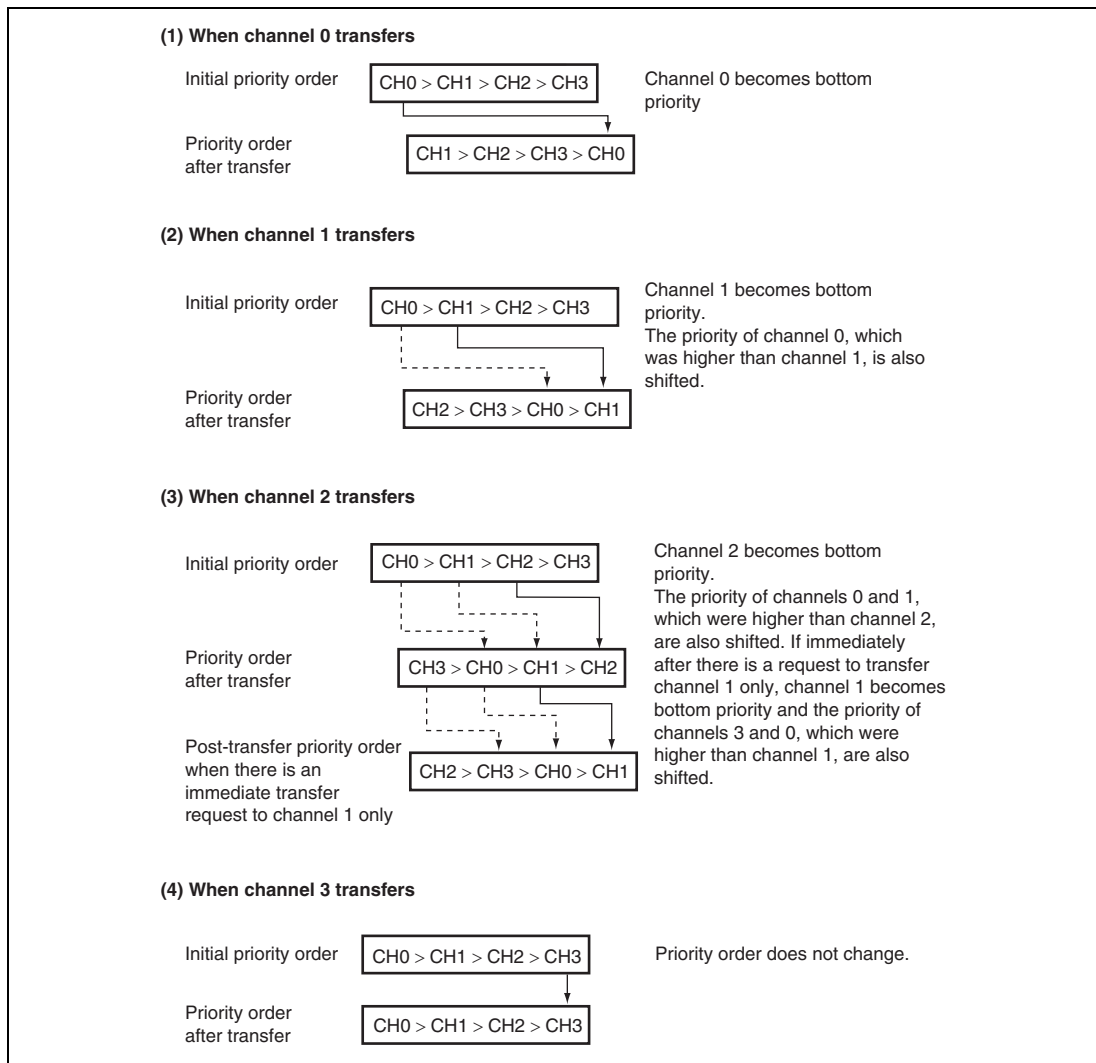 (1) When channel 0 transfers
Initial priority order
CH0 > CH1 > CH2 > CH3
Channel 0 becomes bottom
priority
Priority order
after transfer
CH1 > CH2 > CH3 > CH0
(2) When channel 1 transfers
Initial priority order
CH0 > CH1 > CH2 > CH3
Channel 1 becomes bottom
priority.
The priority of channel 0, which
was higher than channel 1, is also
shifted.
Priority order
after transfer
CH2 > CH3 > CH0 > CH1
(3) When channel 2 transfers
Initial priority order
CH0 > CH1 > CH2 > CH3
Channel 2 becomes bottom
priority.
The priority of channels 0 and 1,
which were higher than channel 2,
are also shifted. If immediately
after there is a request to transfer
channel 1 only, channel 1 becomes
bottom priority and the priority of
channels 3 and 0, which were
higher than channel 1, are also
shifted.
Priority order
after transfer
CH3 > CH0 > CH1 > CH2
Post-transfer priority order
when there is an
immediate transfer
request to channel 1 only
CH2 > CH3 > CH0 > CH1
(4) When channel 3 transfers
Initial priority order
CH0 > CH1 > CH2 > CH3
Priority order does not change.
Priority order
after transfer
CH0 > CH1 > CH2 > CH3